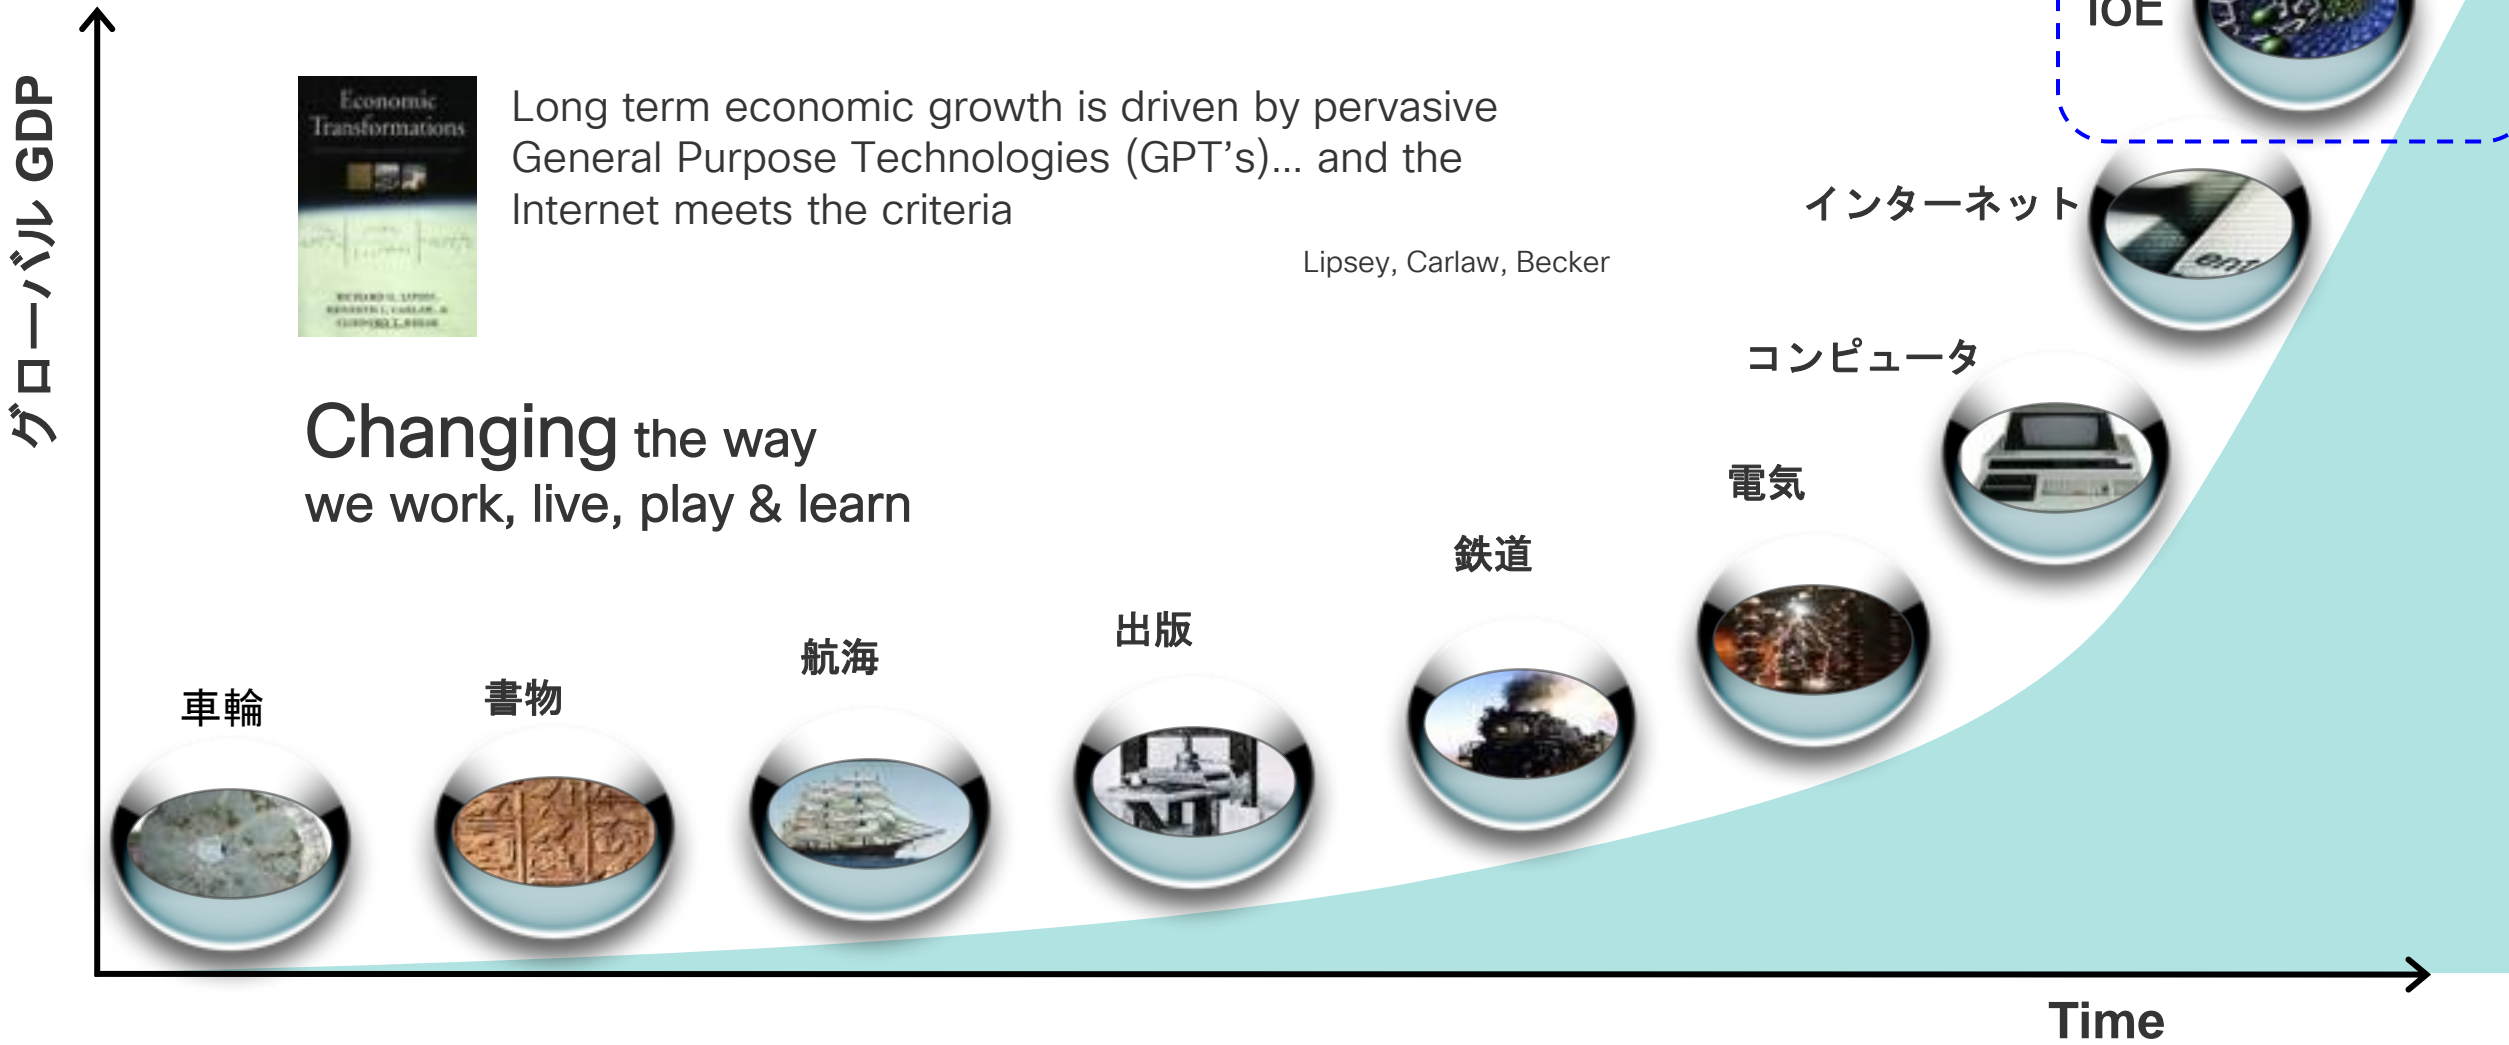 IOE
グローバル GDP
Economic
Transformations
Long term economic growth is driven by pervasive
General Purpose Technologies (GPT’s)... and the
Internet meets the criteria
Lipsey, Carlaw, Becker
インターネット
コンピュータ
Changing the way
we work, live, play & learn
電気
鉄道
出版
航海
書物
車輪
Time